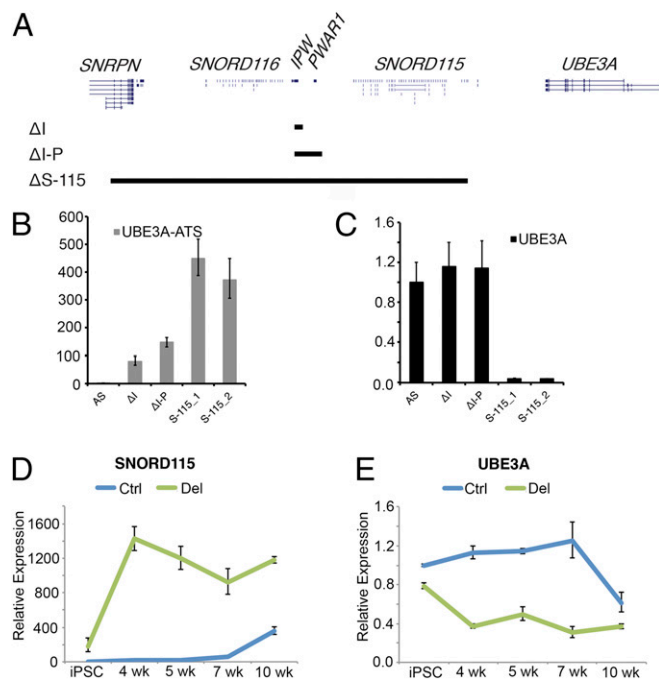 A
SNRPN SNORD116 IPW PWAR1 SNORD115 UBE3A
ΔI
ΔI-P
ΔS-115
B
UBE3A-ATS
600
500
400
300
200
100
0
AS ΔI ΔI-P S-115_1 S-115_2
C
UBE3A
1.6
1.2
0.8
0.4
0.0
AS ΔI ΔI-P S-115_1 S-115_2
D
SNORD115
Ctrl Del
Relative Expression
1600
1200
800
400
0
iPSC 4 wk 5 wk 7 wk 10 wk
E
UBE3A
Ctrl Del
Relative Expression
1.6
1.2
0.8
0.4
0.0
iPSC 4 wk 5 wk 7 wk 10 wk